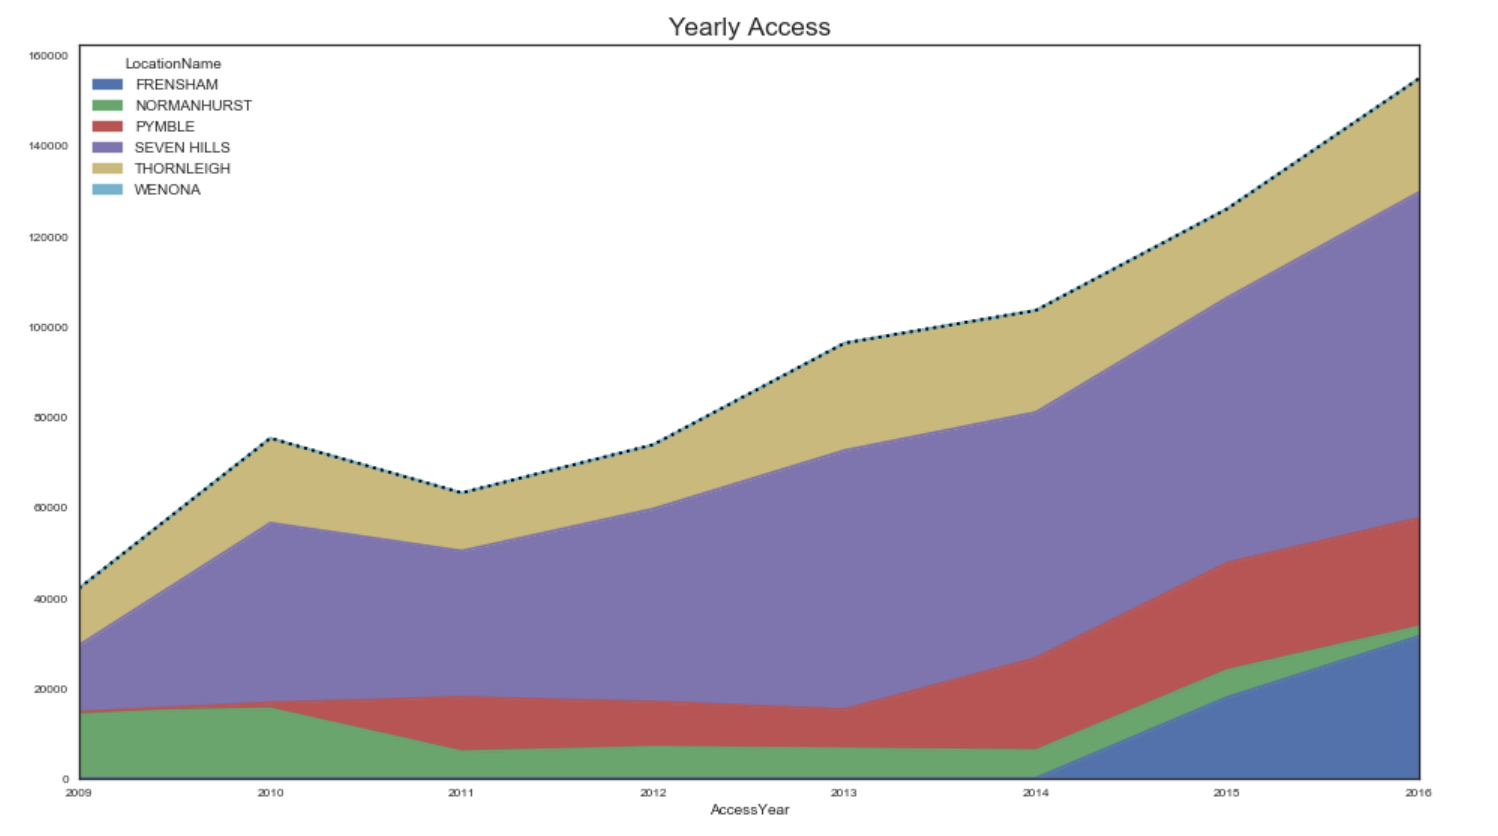 Yearly Access
160000
140000
120000
100000
80000
60000
40000
20000
0
LocationName
FRENSHAM
NORMANHURST
PYMBLE
SEVEN HILLS
THORNLEIGH
WENONA
2009 2010 2011 2012 2013 2014 2015 2016
AccessYear